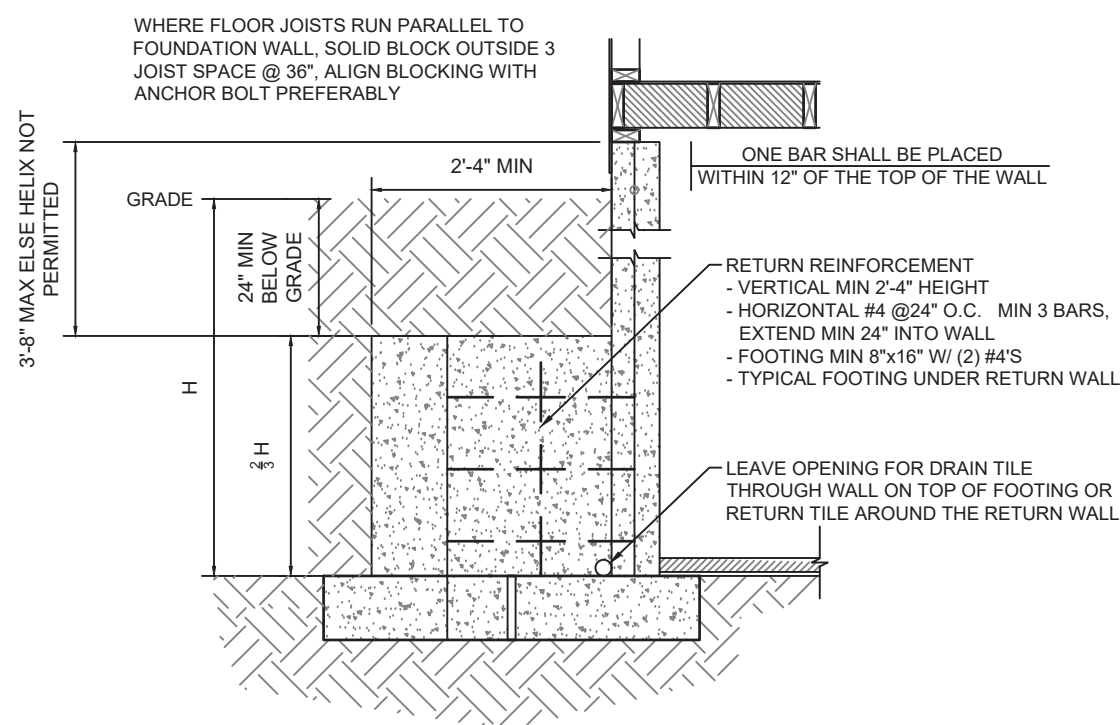 WHERE FLOOR JOISTS RUN PARALLEL TO
FOUNDATION WALL, SOLID BLOCK OUTSIDE 3
JOIST SPACE @ 36", ALIGN BLOCKING WITH
ANCHOR BOLT PREFERABLY
3'-8" MAX ELSE HELIX NOT
PERMITTED
GRADE
2'-4" MIN
24" MIN
BELOW
GRADE
H
2/3 H
ONE BAR SHALL BE PLACED
WITHIN 12" OF THE TOP OF THE WALL
RETURN REINFORCEMENT
- VERTICAL MIN 2'-4" HEIGHT
- HORIZONTAL #4 @24" O.C. MIN 3 BARS,
EXTEND MIN 24" INTO WALL
- FOOTING MIN 8"x16" W/ (2) #4'S
- TYPICAL FOOTING UNDER RETURN WALL
LEAVE OPENING FOR DRAIN TILE
THROUGH WALL ON TOP OF FOOTING OR
RETURN TILE AROUND THE RETURN WALL